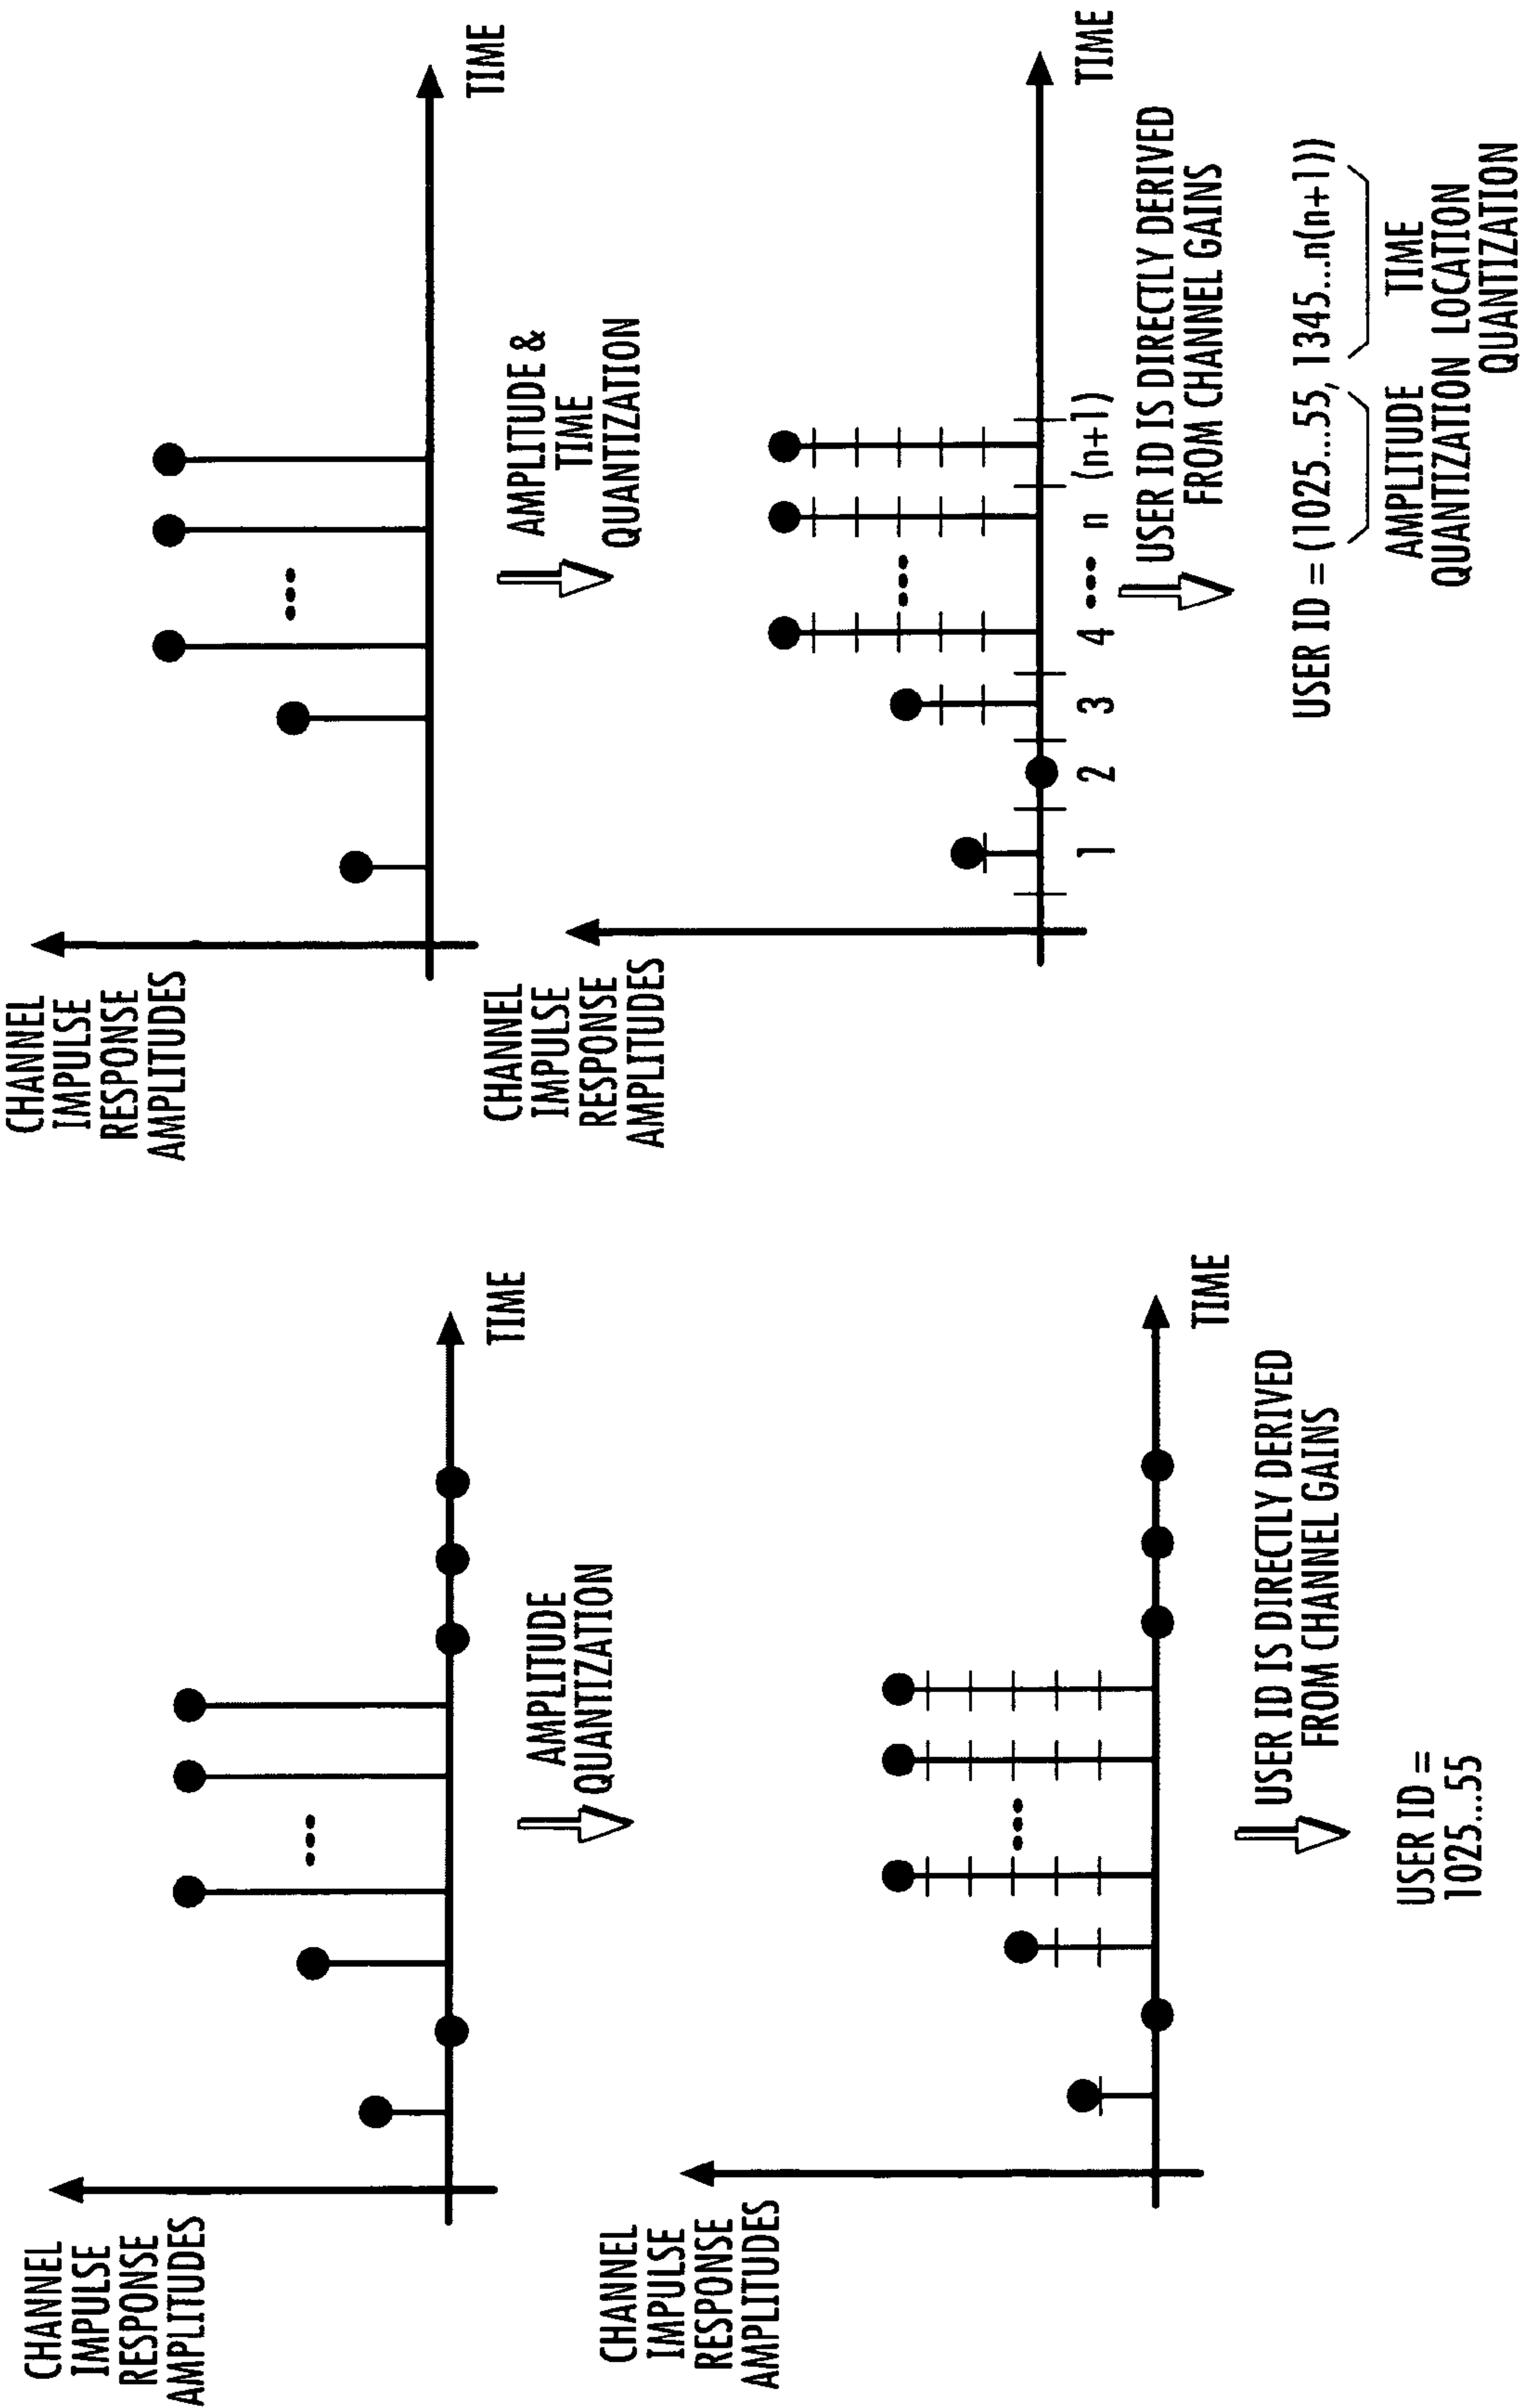 CHANNEL
IMPULSE
RESPONSE
AMPLITUDES
TIME
AMPLITUDE
QUANTIZATION
CHANNEL
IMPULSE
RESPONSE
AMPLITUDES
TIME
USER ID IS DIRECTLY DERIVED
FROM CHANNEL GAINS
USER ID =
1025...55
CHANNEL
IMPULSE
RESPONSE
AMPLITUDES
TIME
AMPLITUDE &
TIME
QUANTIZATION
CHANNEL
IMPULSE
RESPONSE
AMPLITUDES
1 2 3 4 n (n+1)
TIME
USER ID IS DIRECTLY DERIVED
FROM CHANNEL GAINS
USER ID = (1025...55, 1345...n(n+1))
AMPLITUDE
QUANTIZATION
TIME
LOCATION
QUANTIZATION